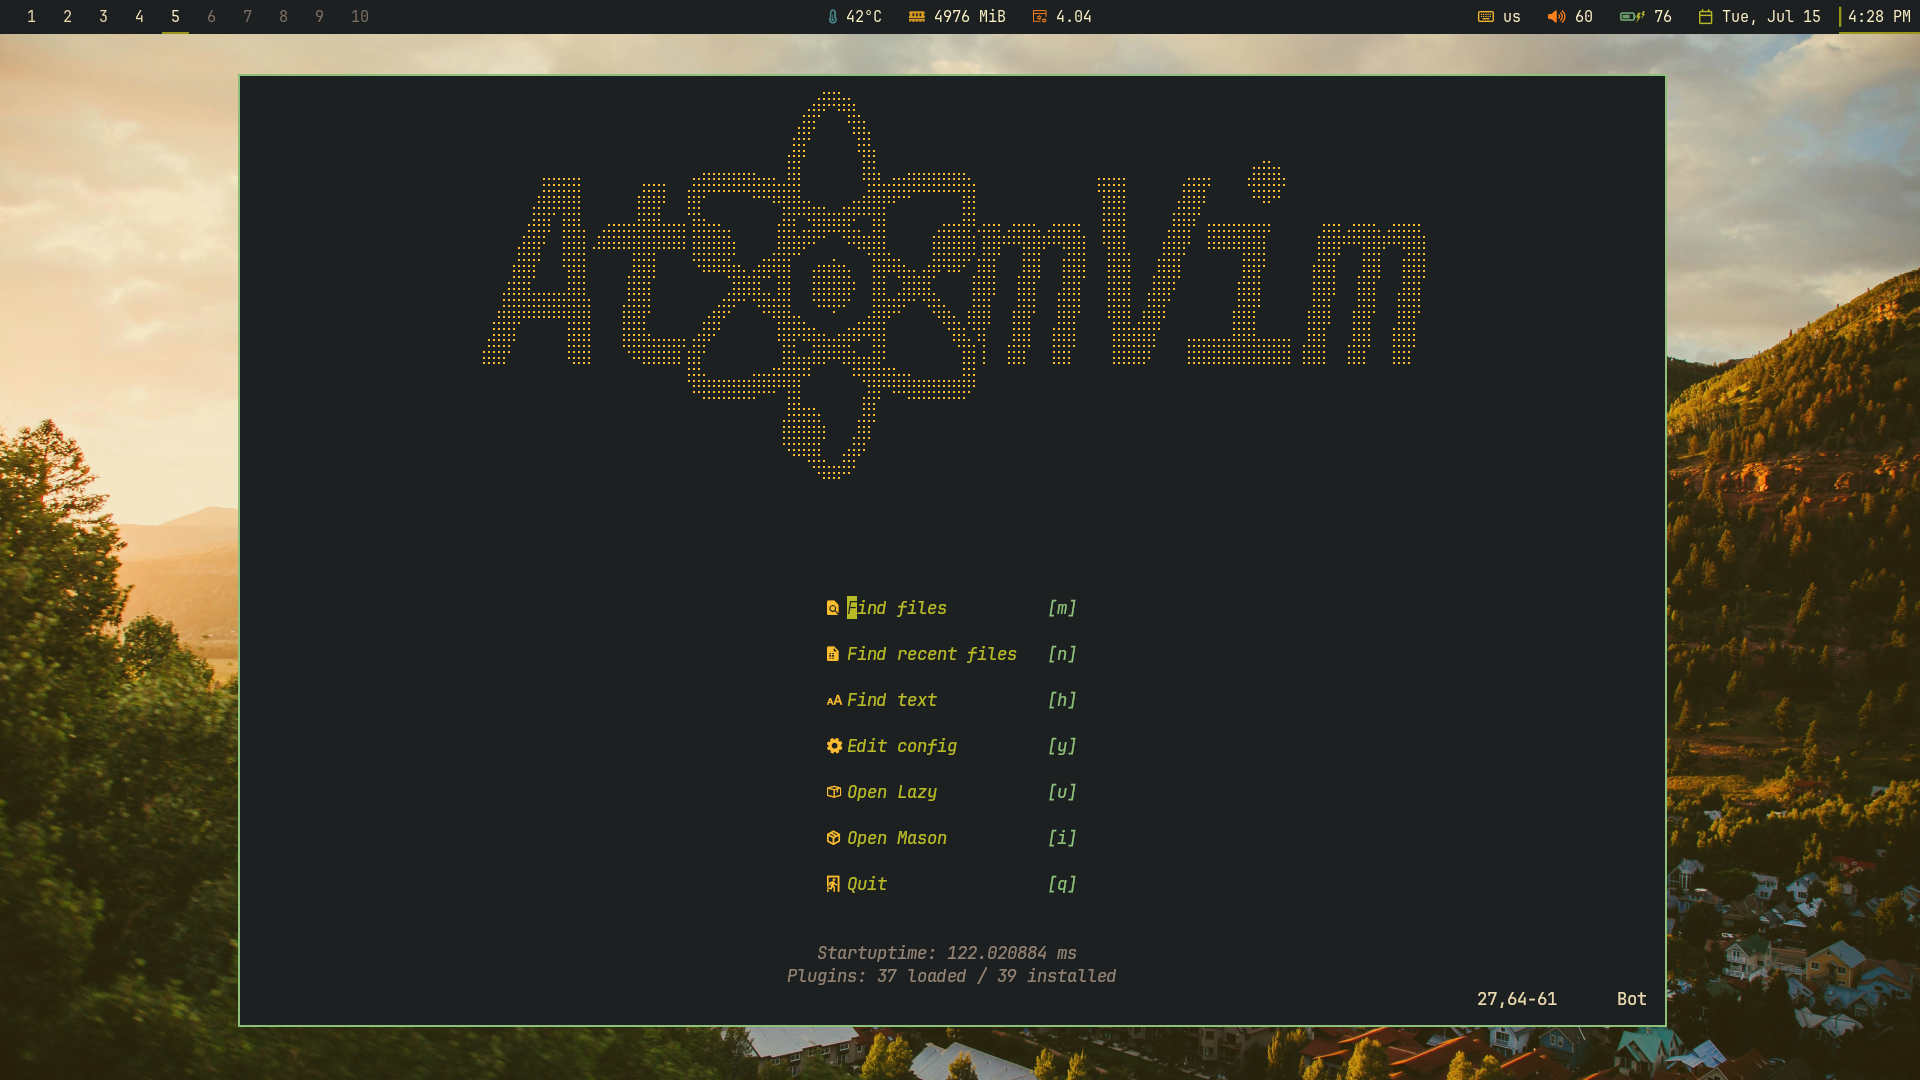 1 2 3 4 5 6 7 8 9 10 42°C 4976 MiB 4.04 us 60 76 Tue, Jul 15 4:28 PM
AtomVim
Find files [m]
Find recent files [n]
AA Find text [h]
Edit config [y]
Open Lazy [u]
Open Mason [i]
Quit [q]
Startuptime: 122.020884 ms
Plugins: 37 loaded / 39 installed
27,64-61 Bot